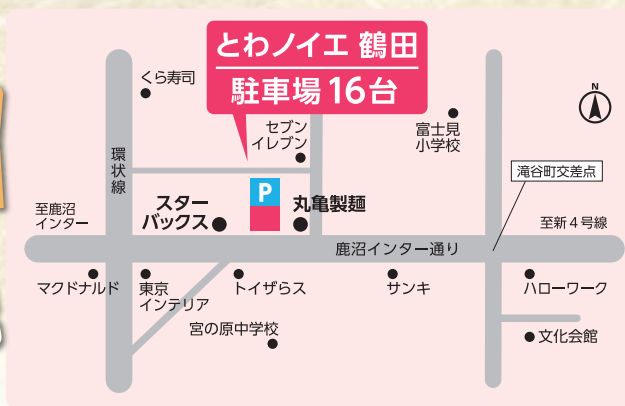 とわノイエ 鶴田
駐車場16台
くら寿司
セブン
イレブン
富士見
小学校
N
環状線
滝谷町交差点
P
スター
バックス
丸亀製麺
至鹿沼
インター
至新4号線
鹿沼インター通り
マクドナルド
東京
インテリア
トイザらス
サンキ
ハローワーク
宮の原中学校
文化会館